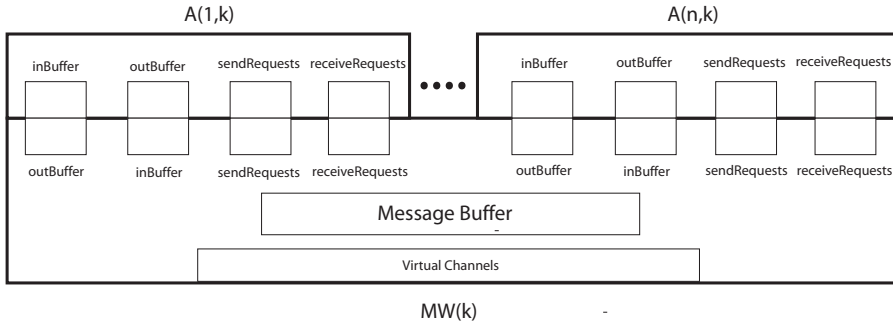 A(1,k) A(n,k)
inBuffer outBuffer sendRequests receiveRequests inBuffer outBuffer sendRequests receiveRequests
outBuffer inBuffer sendRequests receiveRequests outBuffer inBuffer sendRequests receiveRequests
Message Buffer
-
Virtual Channels
MW(k) -